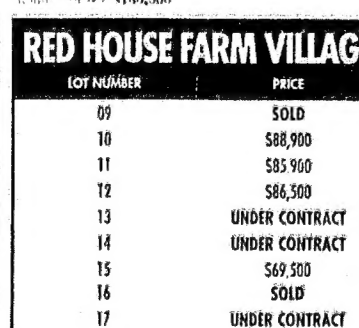 RED HOUSE FARM VILLAG
LOT NUMBER PRICE
09 SOLD
10 $88,900
11 $85,900
12 $86,500
13 UNDER CONTRACT
14 UNDER CONTRACT
15 $69,500
16 SOLD
17 UNDER CONTRACT